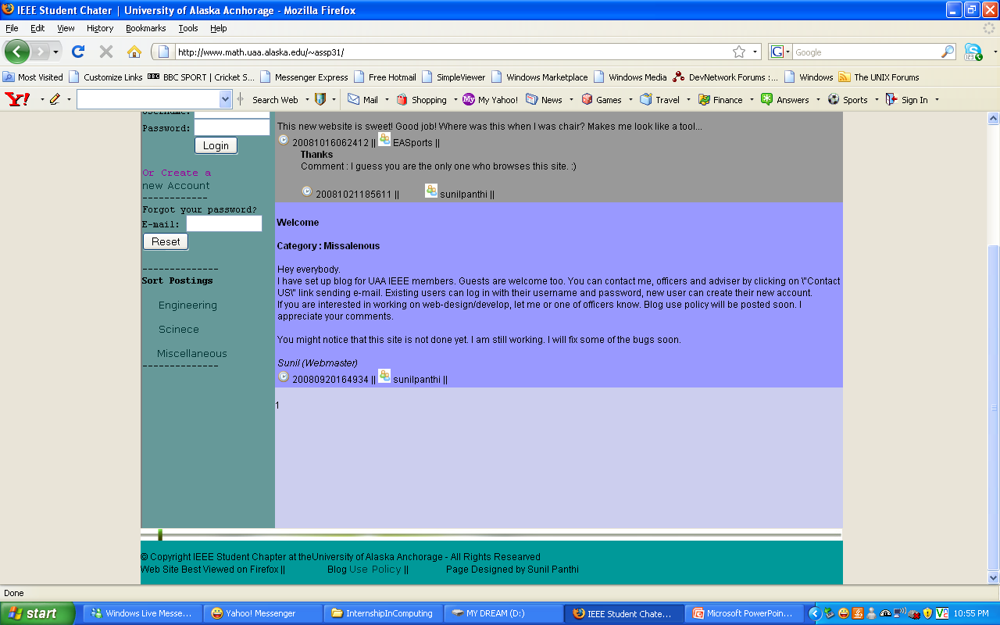 IEEE Student Chater | University of Alaska Acnhorage - Mozilla Firefox
File Edit View History Bookmarks Tools Help
http://www.math.uaa.alaska.edu/~assp31/
G Google
Most Visited Customize Links BBC BBC SPORT | Cricket S... Messenger Express Free Hotmail SimpleViewer Windows Marketplace Windows Media DevNetwork Forums :... Windows The UNIX Forums
Y! Search Web Mail Shopping My Yahoo! News Games Travel Finance Answers Sports Sign In
Username:
Password:
Login
Or Create a
new Account
------------
Forgot your password?
E-mail:
Reset
--------------
Sort Postings
Engineering
Scinece
Miscellaneous
--------------
This new website is sweet! Good job! Where was this when I was chair? Makes me look like a tool...
20081016062412 || EASports ||
Thanks
Comment : I guess you are the only one who browses this site. :)
20081021185611 || sunilpanthi ||
Welcome
Category : Missalenous
Hey everybody.
I have set up blog for UAA IEEE members. Guests are welcome too. You can contact me, officers and adviser by clicking on \"Contact
US\" link sending e-mail. Existing users can log in with their username and password, new user can create their new account.
If you are interested in working on web-design/develop, let me or one of officers know. Blog use policy will be posted soon. I
appreciate your comments.
You might notice that this site is not done yet. I am still working. I will fix some of the bugs soon.
Sunil (Webmaster)
20080920164934 || sunilpanthi ||
1
© Copyright IEEE Student Chapter at theUniversity of Alaska Anchorage - All Rights Researved
Web Site Best Viewed on Firefox || Blog Use Policy || Page Designed by Sunil Panthi
Done
start Windows Live Messe... Yahoo! Messenger InternshipInComputing MY DREAM (D:) IEEE Student Chate... Microsoft PowerPoin... 10:55 PM